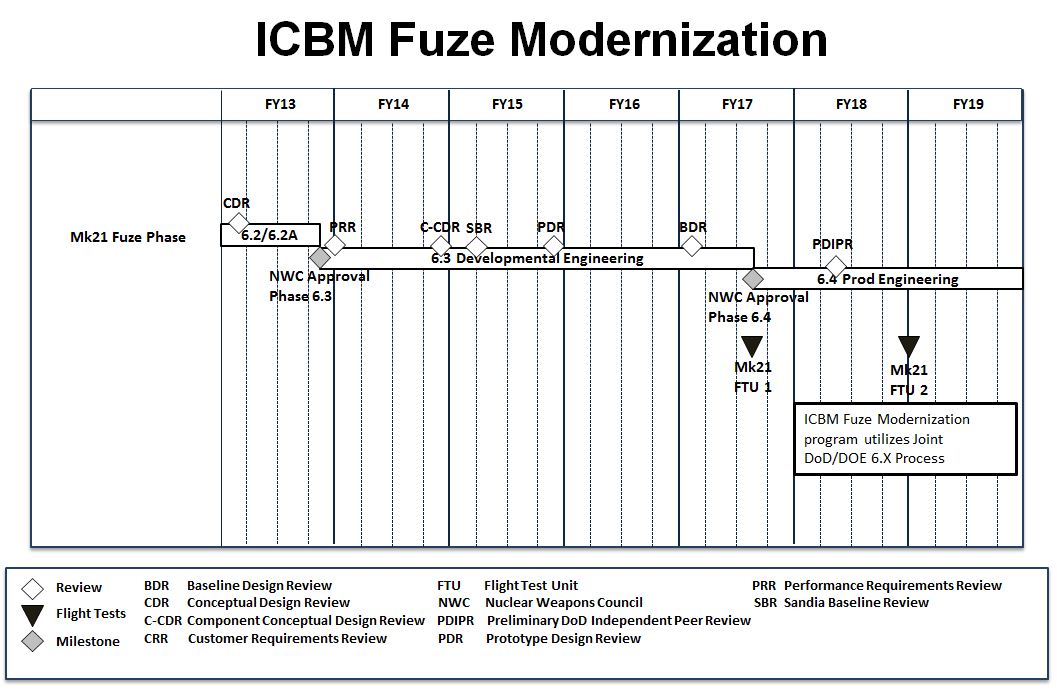 ICBM Fuze Modernization
FY13 FY14 FY15 FY16 FY17 FY18 FY19
CDR
Mk21 Fuze Phase
6.2/6.2A
PRR
C-CDR
SBR
PDR
BDR
6.3 Developmental Engineering
PDIPR
6.4 Prod Engineering
NWC Approval
Phase 6.3
NWC Approval
Phase 6.4
Mk21
FTU 1
Mk21
FTU 2
ICBM Fuze Modernization
program utilizes Joint
DoD/DOE 6.X Process
Review
Flight Tests
Milestone
BDR Baseline Design Review
CDR Conceptual Design Review
C-CDR Component Conceptual Design Review
CRR Customer Requirements Review
FTU Flight Test Unit
NWC Nuclear Weapons Council
PDIPR Preliminary DoD Independent Peer Review
PDR Prototype Design Review
PRR Performance Requirements Review
SBR Sandia Baseline Review